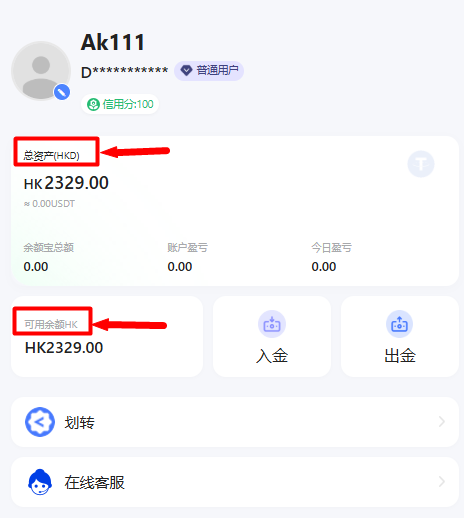 Ak111
D*********** 普通用户
信用分:100
总资产(HKD)
HK2329.00
≈ 0.00USDT
余额宝总额 账户盈亏 今日盈亏
0.00 0.00 0.00
可用余额HK
HK2329.00
入金 出金
划转
在线客服